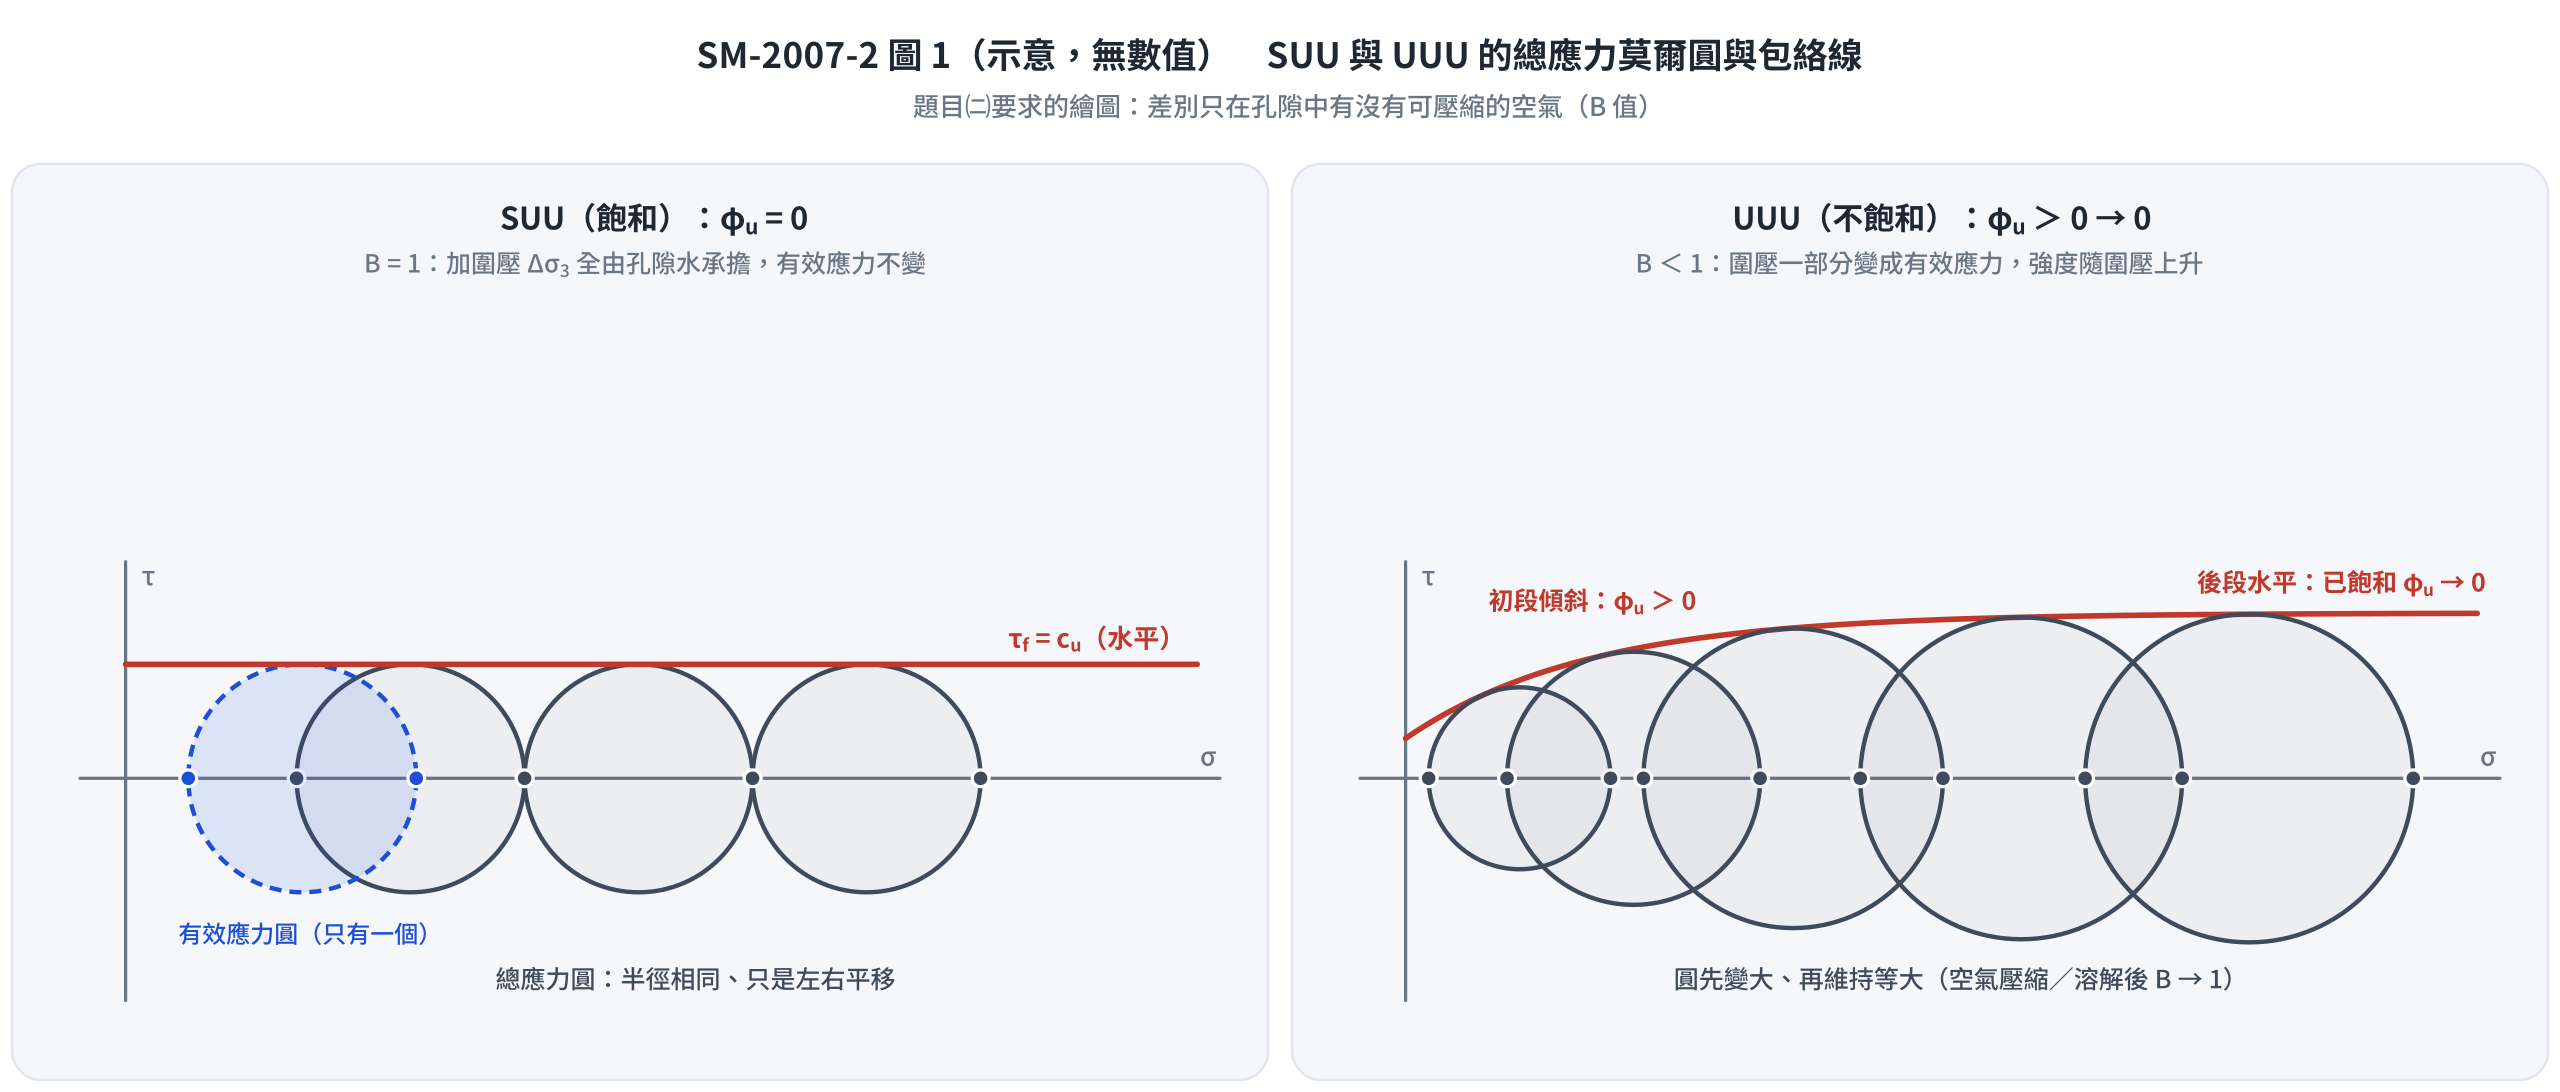 SM-2007-2 圖 1（示意，無數值） SUU 與 UUU 的總應力莫爾圓與包絡線
題目㈡要求的繪圖：差別只在孔隙中有沒有可壓縮的空氣（B 值）
SUU（飽和）：ϕᵤ = 0
B = 1：加圍壓 Δσ₃ 全由孔隙水承擔，有效應力不變
τ
τf = cᵤ（水平）
σ
有效應力圓（只有一個）
總應力圓：半徑相同、只是左右平移
UUU（不飽和）：ϕᵤ ＞ 0 → 0
B ＜ 1：圍壓一部分變成有效應力，強度隨圍壓上升
τ
初段傾斜：ϕᵤ ＞ 0
後段水平：已飽和 ϕᵤ → 0
σ
圓先變大、再維持等大（空氣壓縮／溶解後 B → 1）